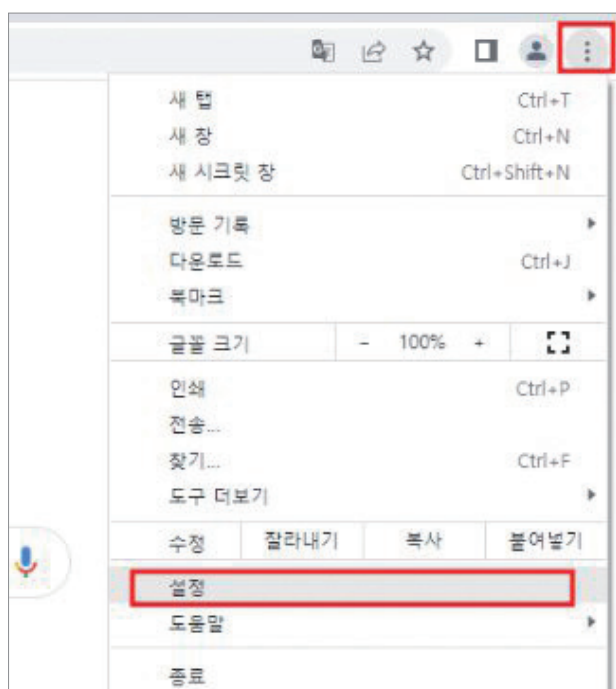 새 탭 Ctrl+T
새 창 Ctrl+N
새 시크릿 창 Ctrl+Shift+N
방문 기록
다운로드 Ctrl+J
북마크
글꼴 크기 - 100% +
인쇄 Ctrl+P
전송...
찾기... Ctrl+F
도구 더보기
수정 잘라내기 복사 붙여넣기
설정
도움말
종료